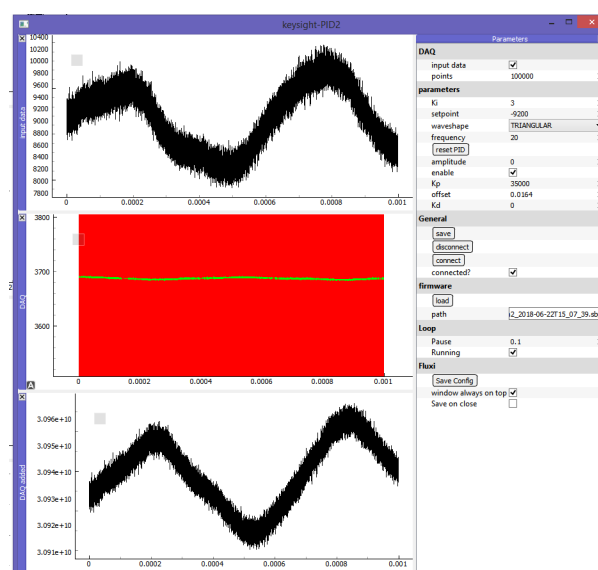 keysight-PID2
10400
10200
10000
9800
9600
9400
9200
9000
8800
8600
8400
8200
8000
7800
input data
0
0.0002
0.0004
0.0006
0.0008
0.001
3800
3700
3600
DAQ
A
0
0.0002
0.0004
0.0006
0.0008
0.001
3.096e+10
3.095e+10
3.094e+10
3.093e+10
3.092e+10
3.091e+10
DAQ added
0
0.0002
0.0004
0.0006
0.0008
0.001
Parameters
DAQ
input data
points 100000
parameters
Ki 3
setpoint -9200
waveshape TRIANGULAR
frequency 20
reset PID
amplitude 0
enable
Kp 35000
offset 0.0164
Kd 0
General
save
disconnect
connect
connected?
firmware
load
path i2_2018-06-22T15_07_39.sb
Loop
Pause 0.1
Running
Fluxi
Save Config
window always on top
Save on close